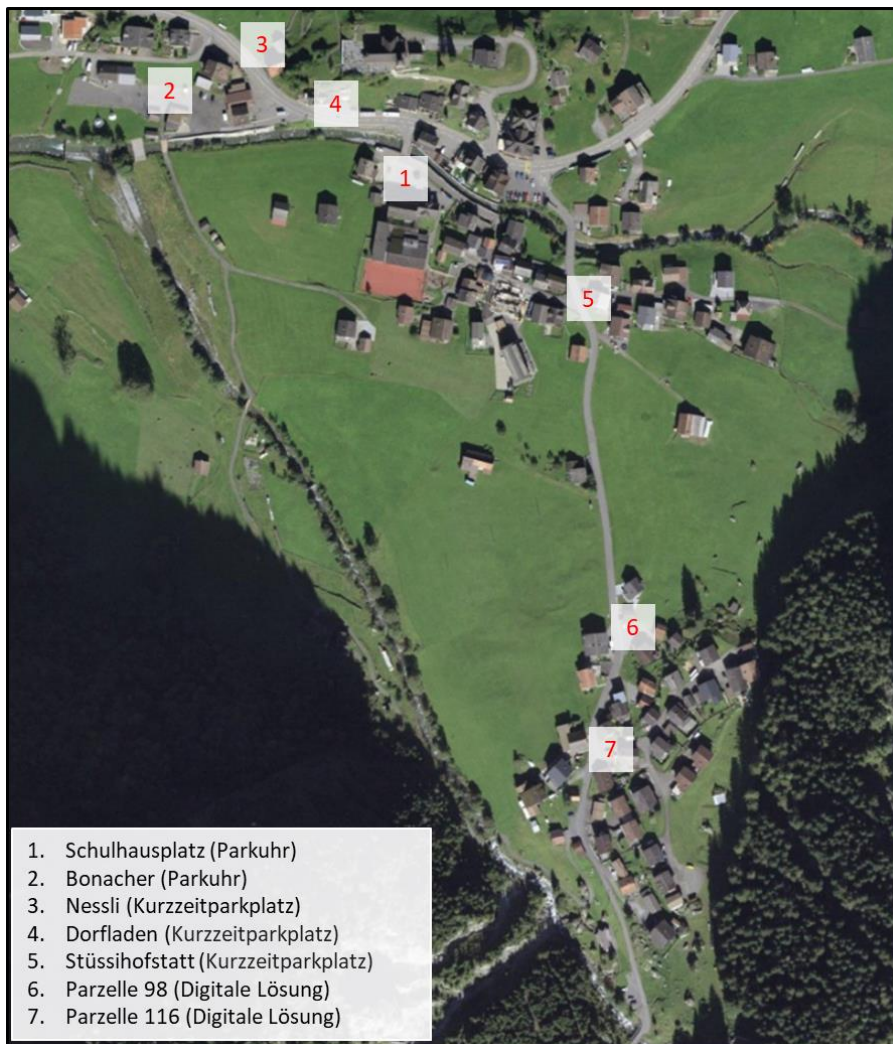 3
2
4
1
5
6
7
1. Schulhausplatz (Parkuhr)
2. Bonacher (Parkuhr)
3. Nessli (Kurzzeitparkplatz)
4. Dorfladen (Kurzzeitparkplatz)
5. Stüssihofstatt (Kurzzeitparkplatz)
6. Parzelle 98 (Digitale Lösung)
7. Parzelle 116 (Digitale Lösung)